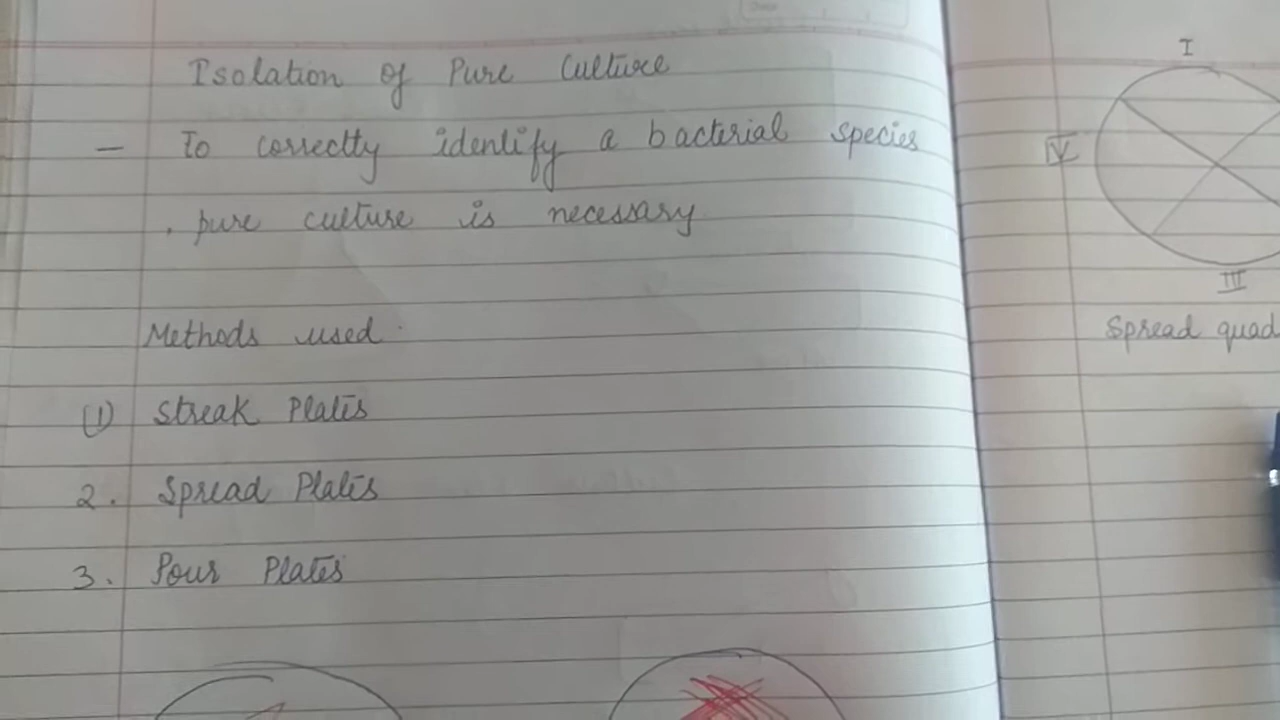 Isolation of Pure Culture
— To correctly identify a bacterial species
. pure culture is necessary
Methods used
(1) Streak Plates
2. Spread Plates
3. Pour Plates
I
IV
III
Spread quad